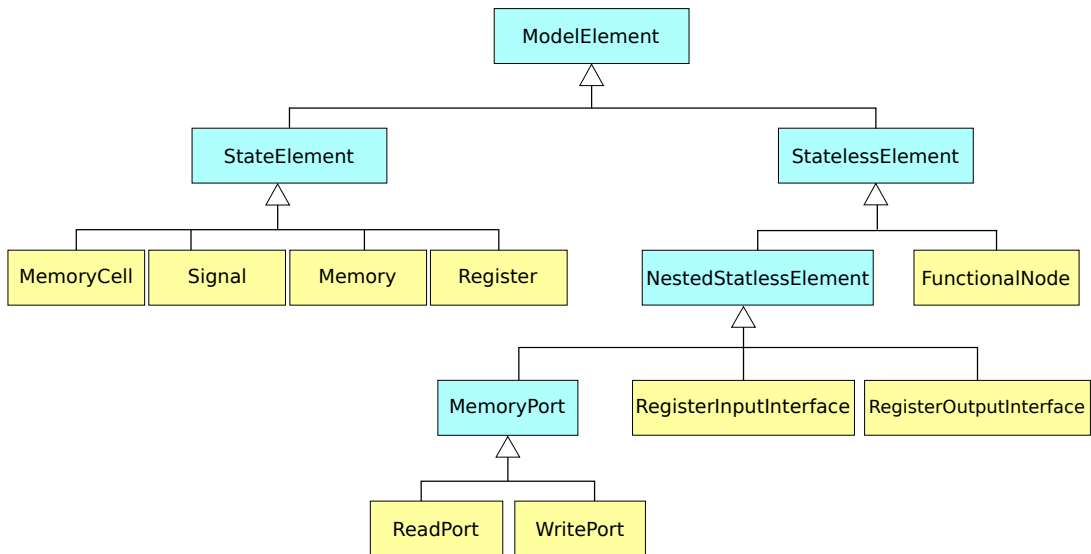 ModelElement
StateElement
StatelessElement
MemoryCell
Signal
Memory
Register
NestedStatlessElement
FunctionalNode
MemoryPort
RegisterInputInterface
RegisterOutputInterface
ReadPort
WritePort